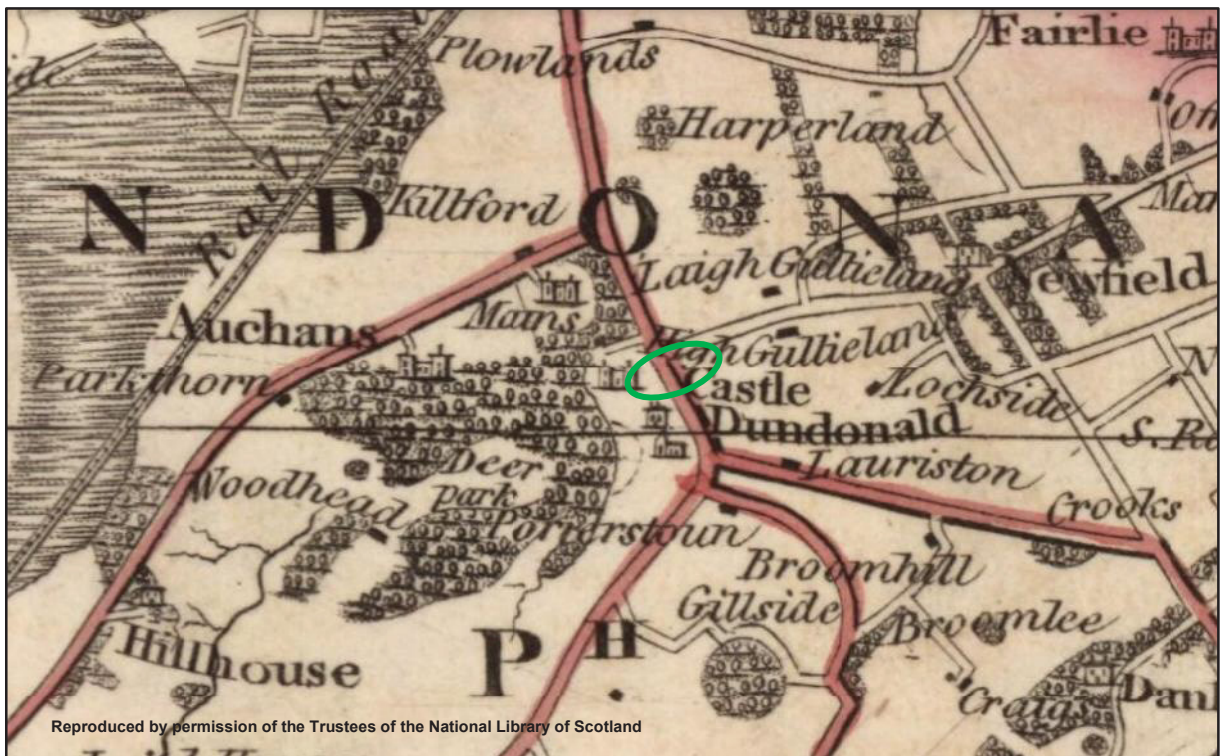 Rail Road
Plowlands
Fairlie
Harperland
Killford
N D O N A
Laigh Gullieland
Newfield
Mains
Auchans
High Gullieland
Parkthorn
Castle
Lochside
Dundonald
Deer
park
Lauriston
Woodhead
Crooks
Porterstoun
Broomhill
Gillside
Broomlee
P H
Hillhouse
Craigs
Reproduced by permission of the Trustees of the National Library of Scotland